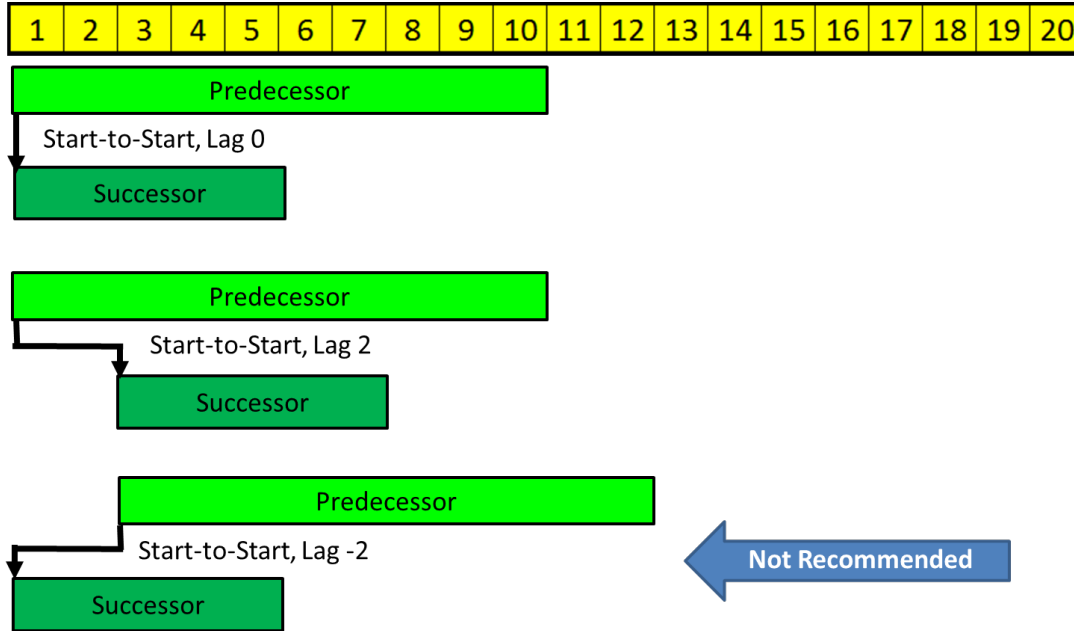 1 2 3 4 5 6 7 8 9 10 11 12 13 14 15 16 17 18 19 20
Predecessor
Start-to-Start, Lag 0
Successor
Predecessor
Start-to-Start, Lag 2
Successor
Predecessor
Start-to-Start, Lag -2
Not Recommended
Successor